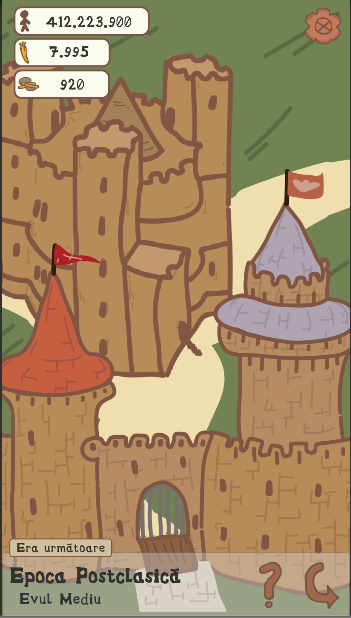 412.223.900
7.995
920
Era următoare
Epoca Postclasică
Evul Mediu
?